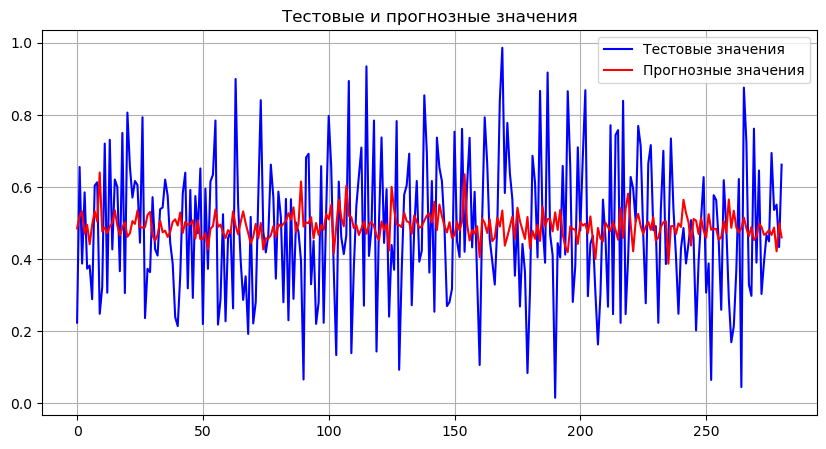 Тестовые и прогнозные значения
Тестовые значения
Прогнозные значения
1.0
0.8
0.6
0.4
0.2
0.0
0 50 100 150 200 250